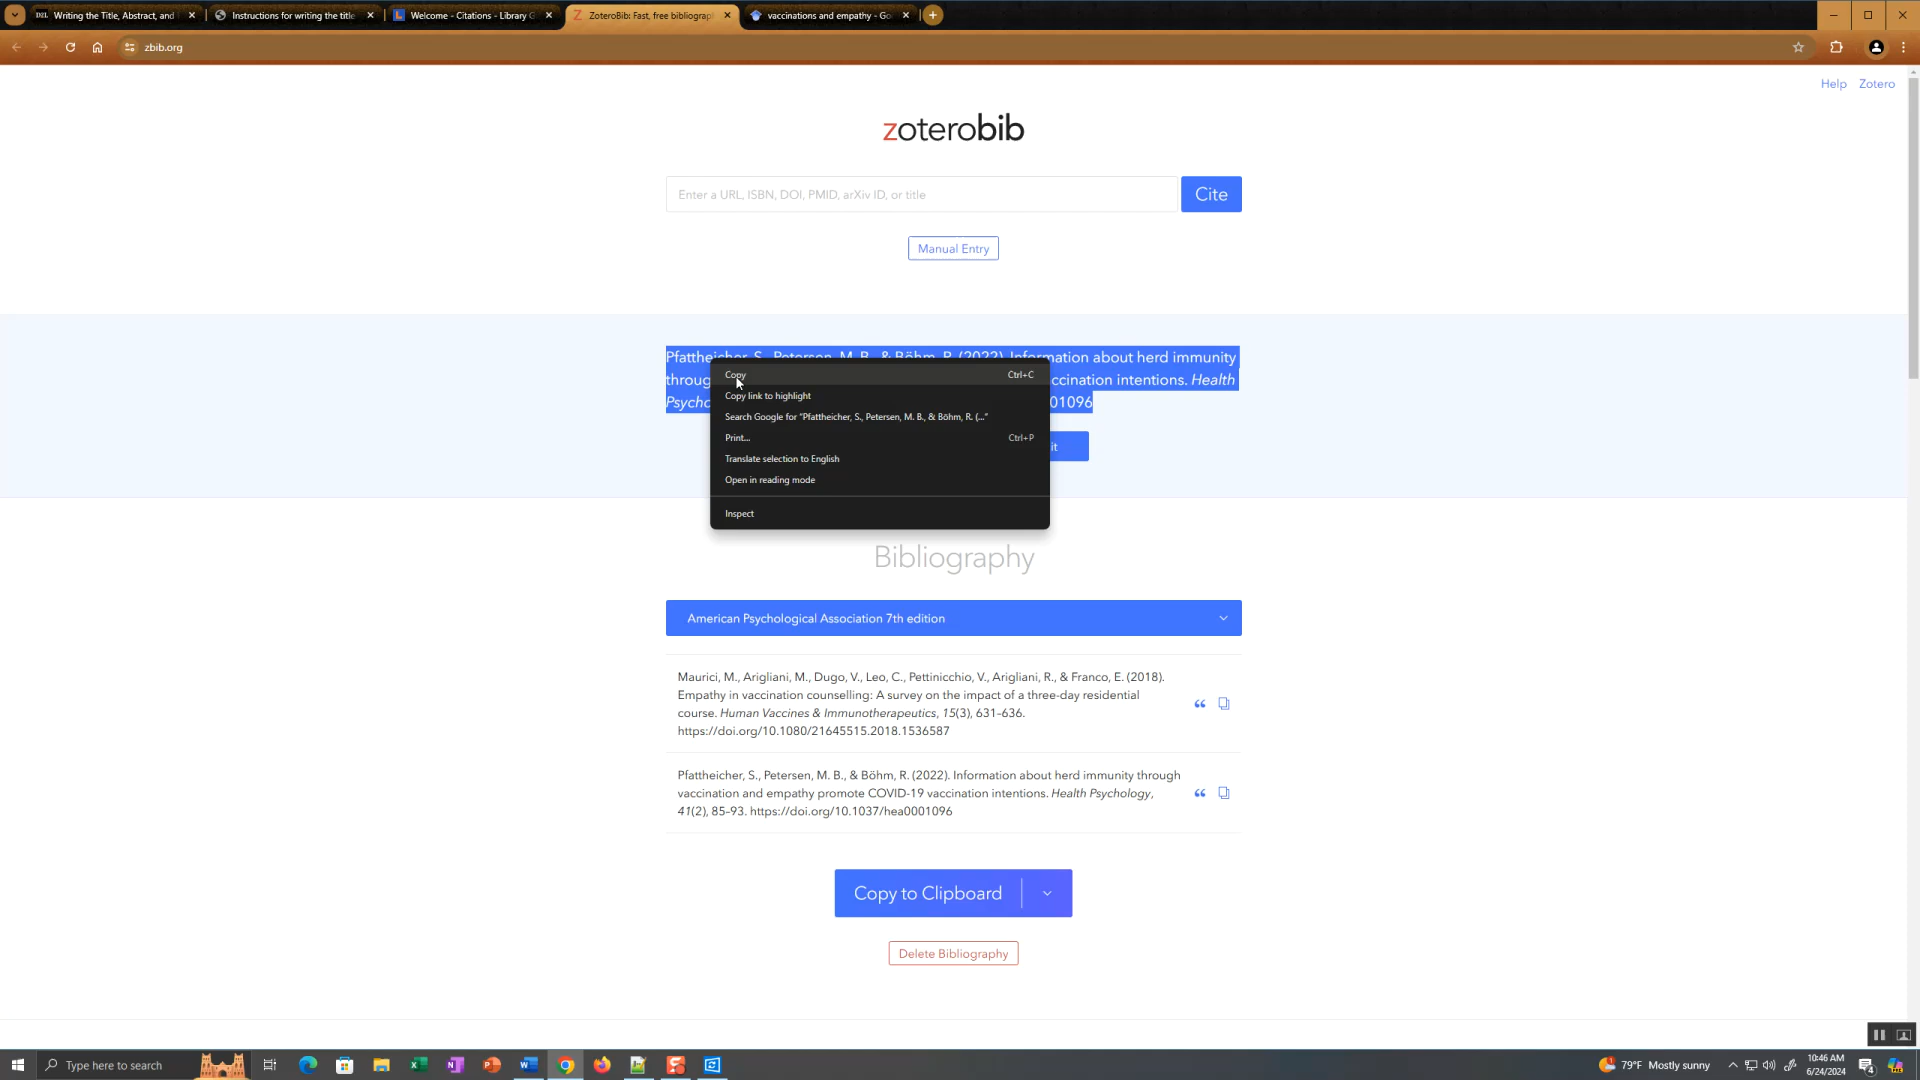 Writing the Title, Abstract, and
Instructions for writing the title
Welcome - Citations - Library G
ZoteroBib: Fast, free bibliograph
vaccinations and empathy - Go
zbib.org
Help Zotero
zoterobib
Enter a URL, ISBN, DOI, PMID, arXiv ID, or title
Cite
Manual Entry
Pfattheicher, S., Petersen, M. B., & Böhm, R. (2022). Information about herd immunity
throug ccination intentions. Health
Psycho 01096
it
Copy Ctrl+C
Copy link to highlight
Search Google for "Pfattheicher, S., Petersen, M. B., & Böhm, R. (..."
Print... Ctrl+P
Translate selection to English
Open in reading mode
Inspect
Bibliography
American Psychological Association 7th edition
Maurici, M., Arigliani, M., Dugo, V., Leo, C., Pettinicchio, V., Arigliani, R., & Franco, E. (2018).
Empathy in vaccination counselling: A survey on the impact of a three-day residential
course. Human Vaccines & Immunotherapeutics, 15(3), 631–636.
https://doi.org/10.1080/21645515.2018.1536587
Pfattheicher, S., Petersen, M. B., & Böhm, R. (2022). Information about herd immunity through
vaccination and empathy promote COVID-19 vaccination intentions. Health Psychology,
41(2), 85–93. https://doi.org/10.1037/hea0001096
Copy to Clipboard
Delete Bibliography
Type here to search
79°F Mostly sunny
10:46 AM
6/24/2024